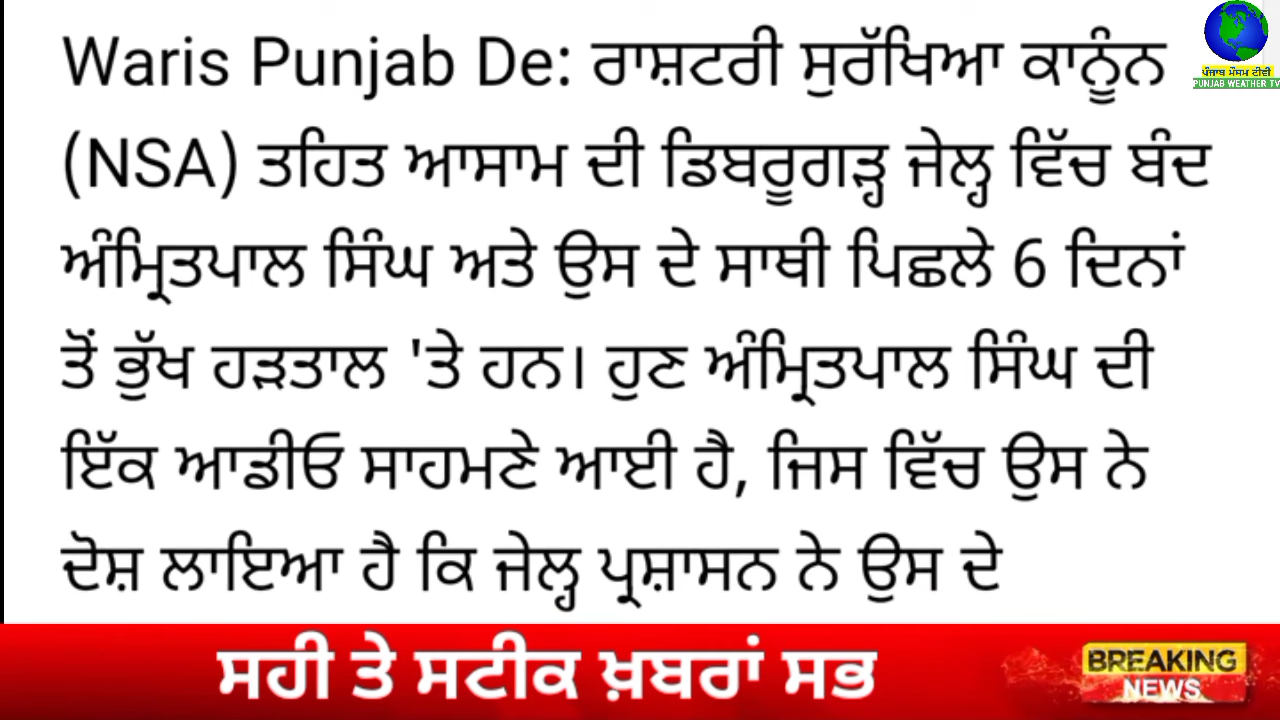 Waris Punjab De: ਰਾਸ਼ਟਰੀ ਸੁਰੱਖਿਆ ਕਾਨੂੰਨ
(NSA) ਤਹਿਤ ਆਸਾਮ ਦੀ ਡਿਬਰੂਗੜ੍ਹ ਜੇਲ੍ਹ ਵਿੱਚ ਬੰਦ
ਅੰਮ੍ਰਿਤਪਾਲ ਸਿੰਘ ਅਤੇ ਉਸ ਦੇ ਸਾਥੀ ਪਿਛਲੇ 6 ਦਿਨਾਂ
ਤੋਂ ਭੁੱਖ ਹੜਤਾਲ 'ਤੇ ਹਨ। ਹੁਣ ਅੰਮ੍ਰਿਤਪਾਲ ਸਿੰਘ ਦੀ
ਇੱਕ ਆਡੀਓ ਸਾਹਮਣੇ ਆਈ ਹੈ, ਜਿਸ ਵਿੱਚ ਉਸ ਨੇ
ਦੋਸ਼ ਲਾਇਆ ਹੈ ਕਿ ਜੇਲ੍ਹ ਪ੍ਰਸ਼ਾਸਨ ਨੇ ਉਸ ਦੇ
ਪੰਜਾਬ ਮੌਸਮ ਟੀਵੀ
PUNJAB WEATHER TV
ਸਹੀ ਤੇ ਸਟੀਕ ਖ਼ਬਰਾਂ ਸਭ
BREAKING
NEWS